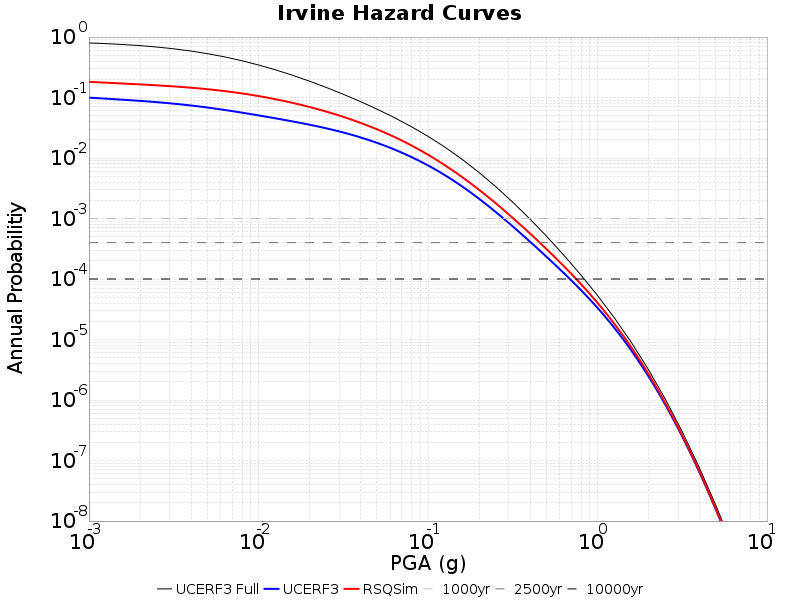 Irvine Hazard Curves
Annual Probabilitiy
10^0
10^-1
10^-2
10^-3
10^-4
10^-5
10^-6
10^-7
10^-8
10^-3 10^-2 10^-1 10^0 10^1
PGA (g)
UCERF3 Full UCERF3 RSQSim 1000yr 2500yr 10000yr